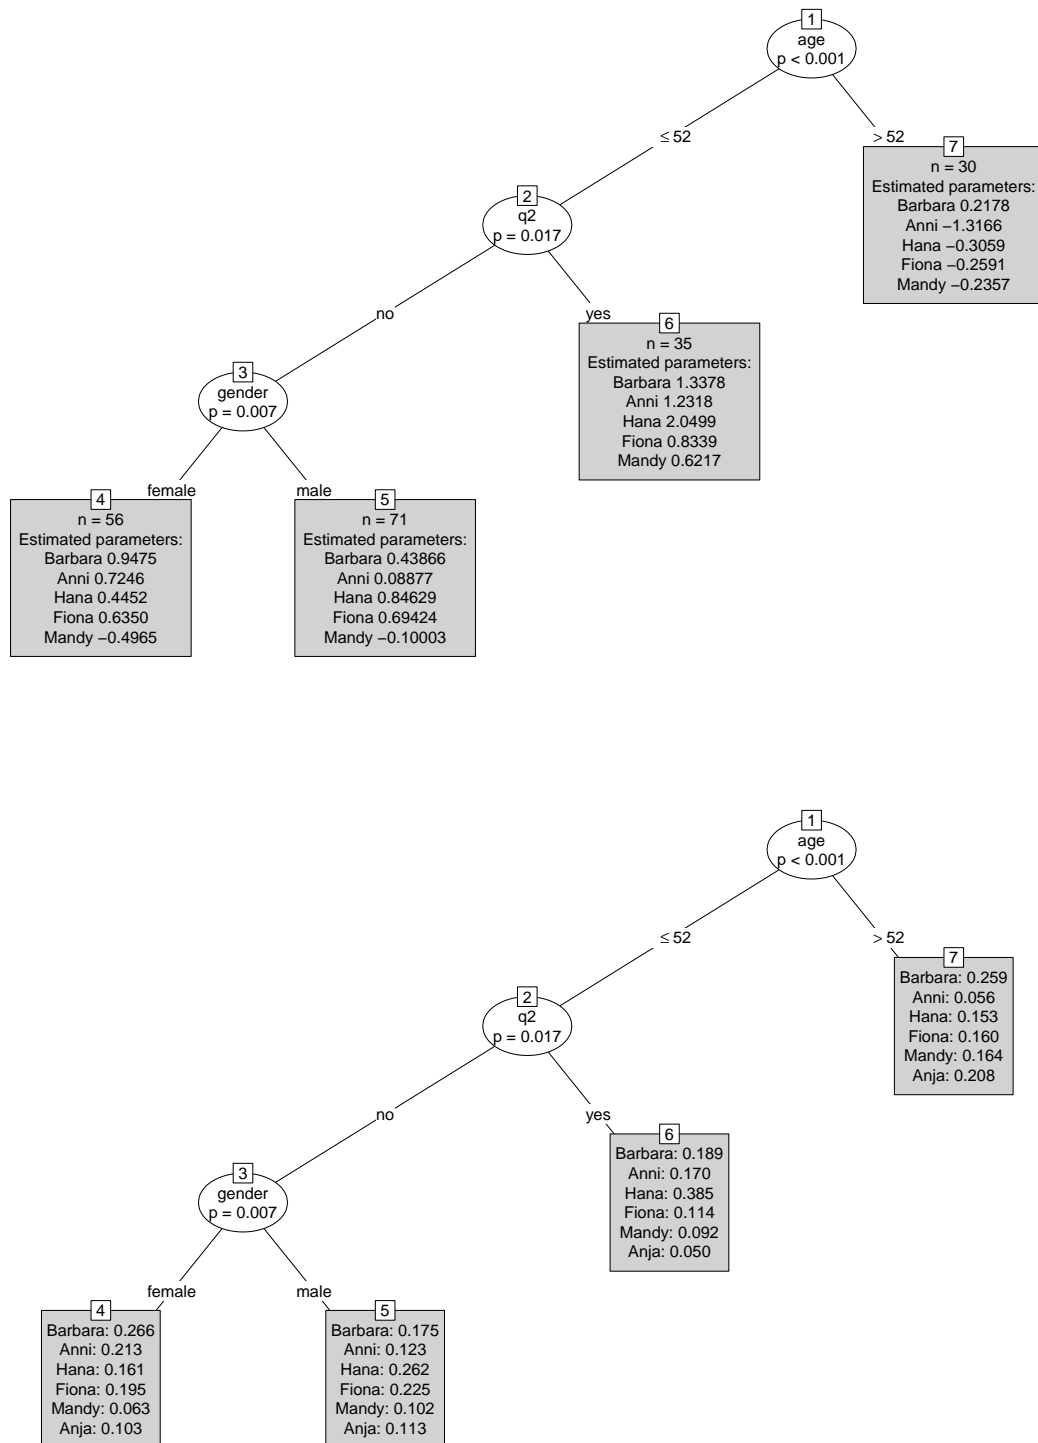 1
age
p < 0.001
≤ 52
> 52
7
n = 30
Estimated parameters:
Barbara 0.2178
Anni −1.3166
Hana −0.3059
Fiona −0.2591
Mandy −0.2357
2
q2
p = 0.017
no
yes
6
n = 35
Estimated parameters:
Barbara 1.3378
Anni 1.2318
Hana 2.0499
Fiona 0.8339
Mandy 0.6217
3
gender
p = 0.007
female
male
4
n = 56
Estimated parameters:
Barbara 0.9475
Anni 0.7246
Hana 0.4452
Fiona 0.6350
Mandy −0.4965
5
n = 71
Estimated parameters:
Barbara 0.43866
Anni 0.08877
Hana 0.84629
Fiona 0.69424
Mandy −0.10003
1
age
p < 0.001
≤ 52
> 52
7
Barbara: 0.259
Anni: 0.056
Hana: 0.153
Fiona: 0.160
Mandy: 0.164
Anja: 0.208
2
q2
p = 0.017
no
yes
6
Barbara: 0.189
Anni: 0.170
Hana: 0.385
Fiona: 0.114
Mandy: 0.092
Anja: 0.050
3
gender
p = 0.007
female
male
4
Barbara: 0.266
Anni: 0.213
Hana: 0.161
Fiona: 0.195
Mandy: 0.063
Anja: 0.103
5
Barbara: 0.175
Anni: 0.123
Hana: 0.262
Fiona: 0.225
Mandy: 0.102
Anja: 0.113